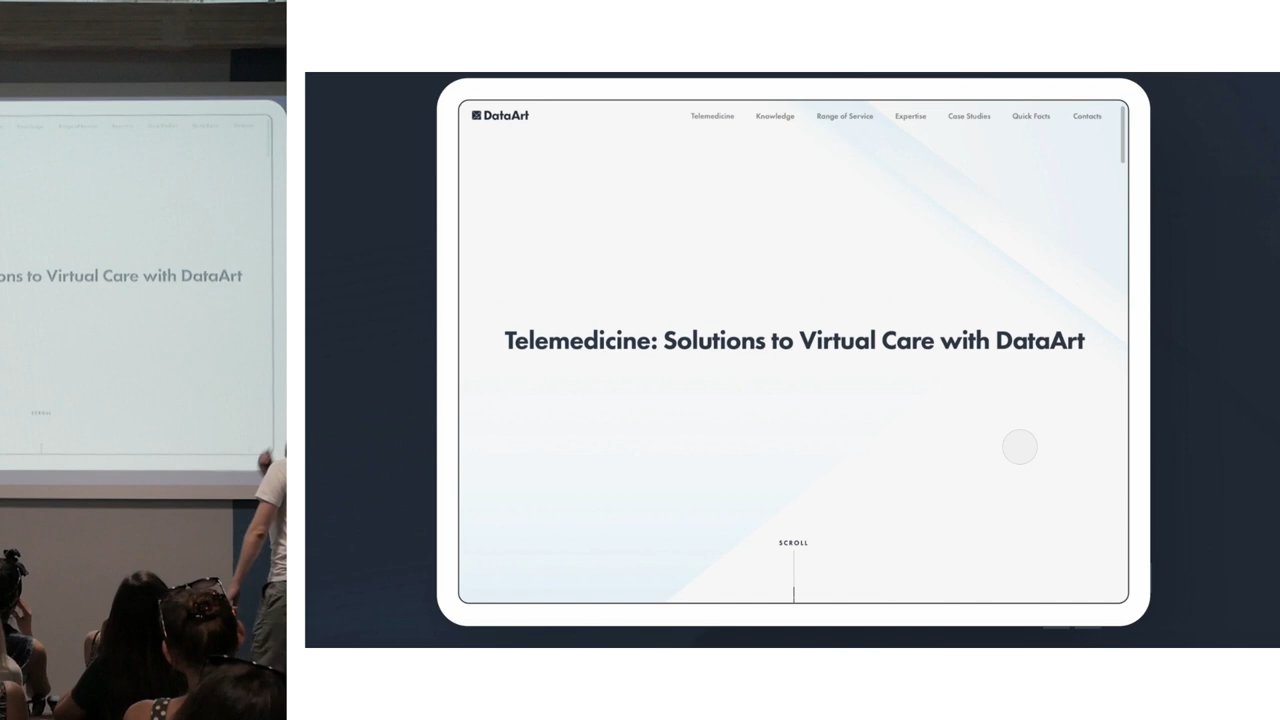 ons to Virtual Care with DataArt
SCROLL
DataArt
Telemedicine Knowledge Range of Service Expertise Case Studies Quick Facts Contacts
Telemedicine: Solutions to Virtual Care with DataArt
SCROLL